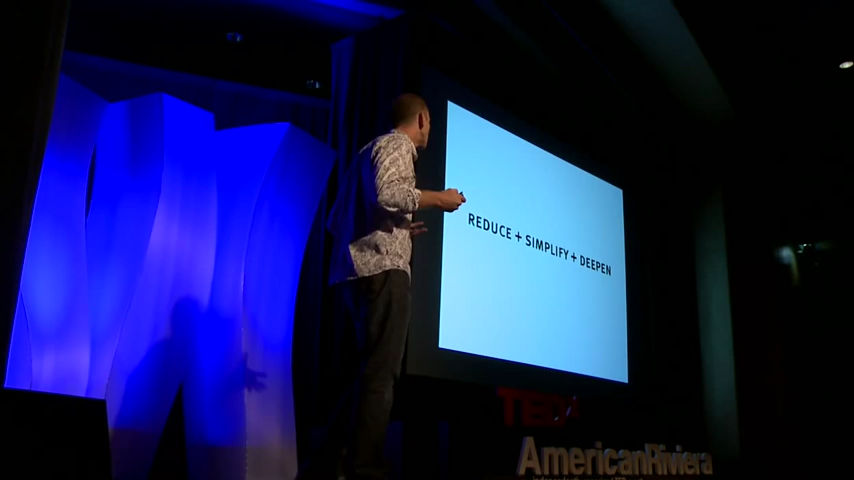 REDUCE + SIMPLIFY + DEEPEN
TEDx
AmericanRiviera